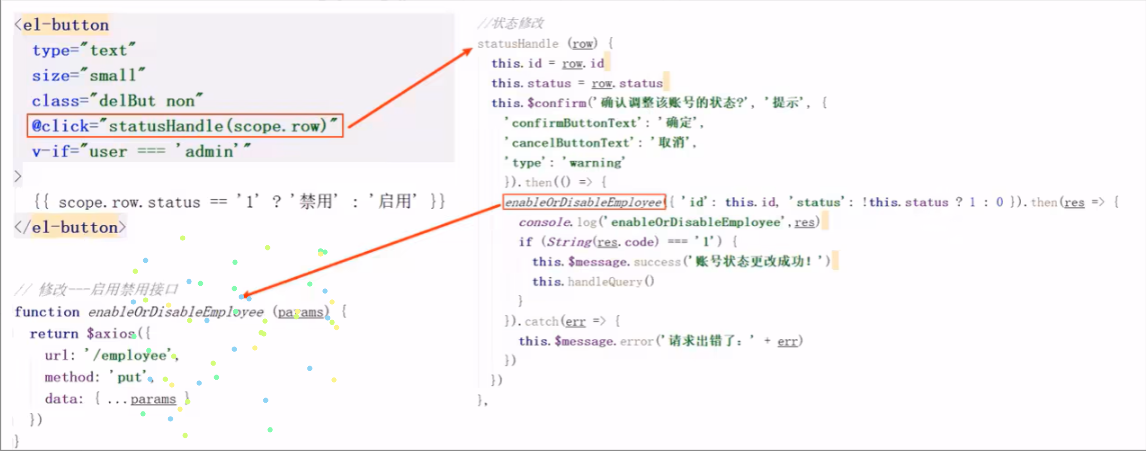 <el-button
type="text"
size="small"
class="delBut non"
@click="statusHandle(scope.row)"
v-if="user === 'admin'"
>
{{ scope.row.status == '1' ? '禁用' : '启用' }}
</el-button>
// 修改---启用禁用接口
function enableOrDisableEmployee (params) {
return $axios({
url: '/employee',
method: 'put',
data: { ...params }
})
}
//状态修改
statusHandle (row) {
this.id = row.id
this.status = row.status
this.$confirm('确认调整该账号的状态?', '提示', {
'confirmButtonText': '确定',
'cancelButtonText': '取消',
'type': 'warning'
}).then(() => {
enableOrDisableEmployee({ 'id': this.id, 'status': !this.status ? 1 : 0 }).then(res => {
console.log('enableOrDisableEmployee',res)
if (String(res.code) === '1') {
this.$message.success('账号状态更改成功！')
this.handleQuery()
}
}).catch(err => {
this.$message.error('请求出错了：' + err)
})
})
},